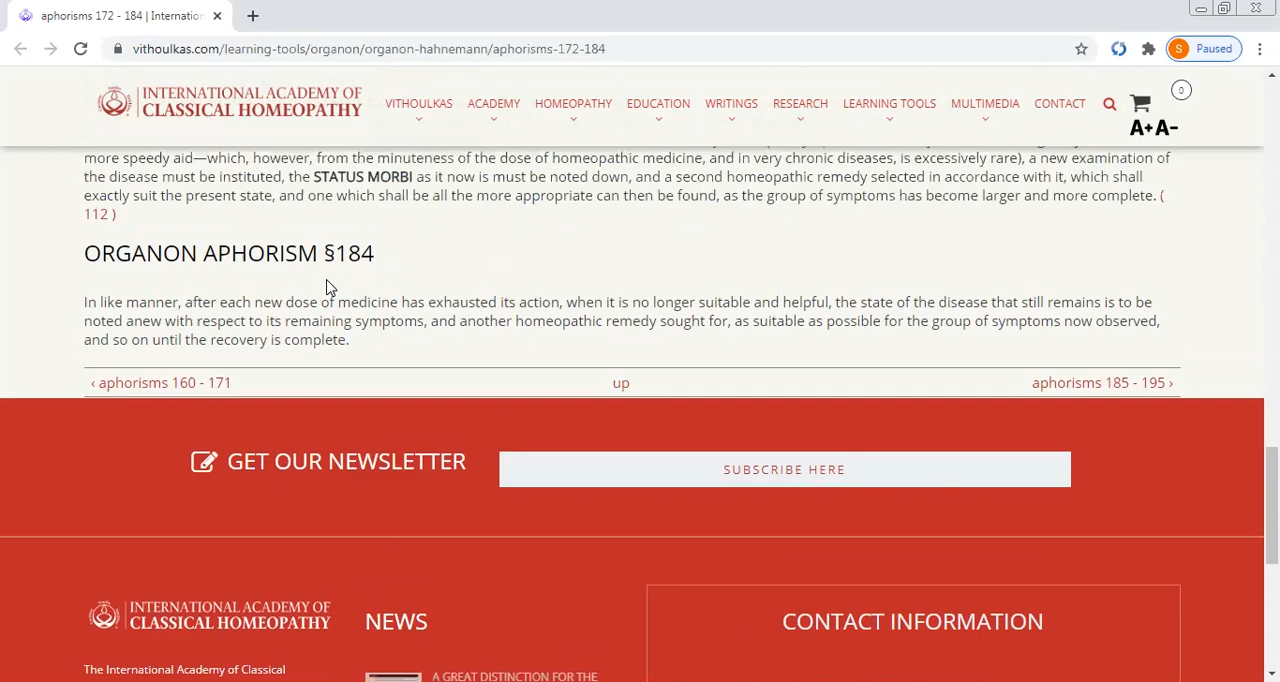 aphorisms 172 - 184 | Internatio
vithoulkas.com/learning-tools/organon/organon-hahnemann/aphorisms-172-184
S Paused
INTERNATIONAL ACADEMY OF
CLASSICAL HOMEOPATHY
VITHOULKAS ACADEMY HOMEOPATHY EDUCATION WRITINGS RESEARCH LEARNING TOOLS MULTIMEDIA CONTACT
0
A+A-
more speedy aid—which, however, from the minuteness of the dose of homeopathic medicine, and in very chronic diseases, is excessively rare), a new examination of
the disease must be instituted, the STATUS MORBI as it now is must be noted down, and a second homeopathic remedy selected in accordance with it, which shall
exactly suit the present state, and one which shall be all the more appropriate can then be found, as the group of symptoms has become larger and more complete. (
112 )
ORGANON APHORISM §184
In like manner, after each new dose of medicine has exhausted its action, when it is no longer suitable and helpful, the state of the disease that still remains is to be
noted anew with respect to its remaining symptoms, and another homeopathic remedy sought for, as suitable as possible for the group of symptoms now observed,
and so on until the recovery is complete.
‹ aphorisms 160 - 171
up
aphorisms 185 - 195 ›
GET OUR NEWSLETTER
SUBSCRIBE HERE
INTERNATIONAL ACADEMY OF
CLASSICAL HOMEOPATHY
NEWS
CONTACT INFORMATION
The International Academy of Classical
A GREAT DISTINCTION FOR THE